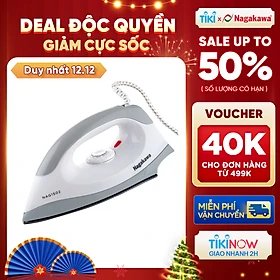 DEAL ĐỘC QUYỀN
GIẢM CỰC SỐC
Duy nhất 12.12
TIKI x Nagakawa
SALE UP TO
50%
( SỐ LƯỢNG CÓ HẠN )
VOUCHER
40K
CHO ĐƠN HÀNG
TỪ 499K
MIỄN PHÍ
VẬN CHUYỂN
TIKINOW
GIAO NHANH 2H
Nagakawa
NAG1502